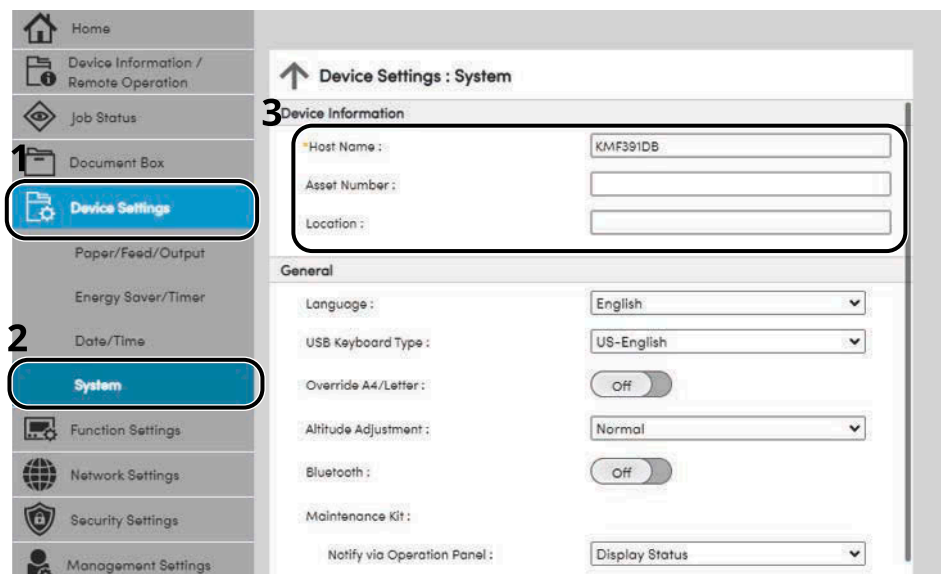 Home
Device Information /
Remote Operation
Job Status
1
Document Box
Device Settings
Paper/Feed/Output
Energy Saver/Timer
2
Date/Time
System
Function Settings
Network Settings
Security Settings
Management Settings
Device Settings : System
3
Device Information
*Host Name : KMF391DB
Asset Number :
Location :
General
Language : English
USB Keyboard Type : US-English
Override A4/Letter : Off
Altitude Adjustment : Normal
Bluetooth : Off
Maintenance Kit :
Notify via Operation Panel : Display Status